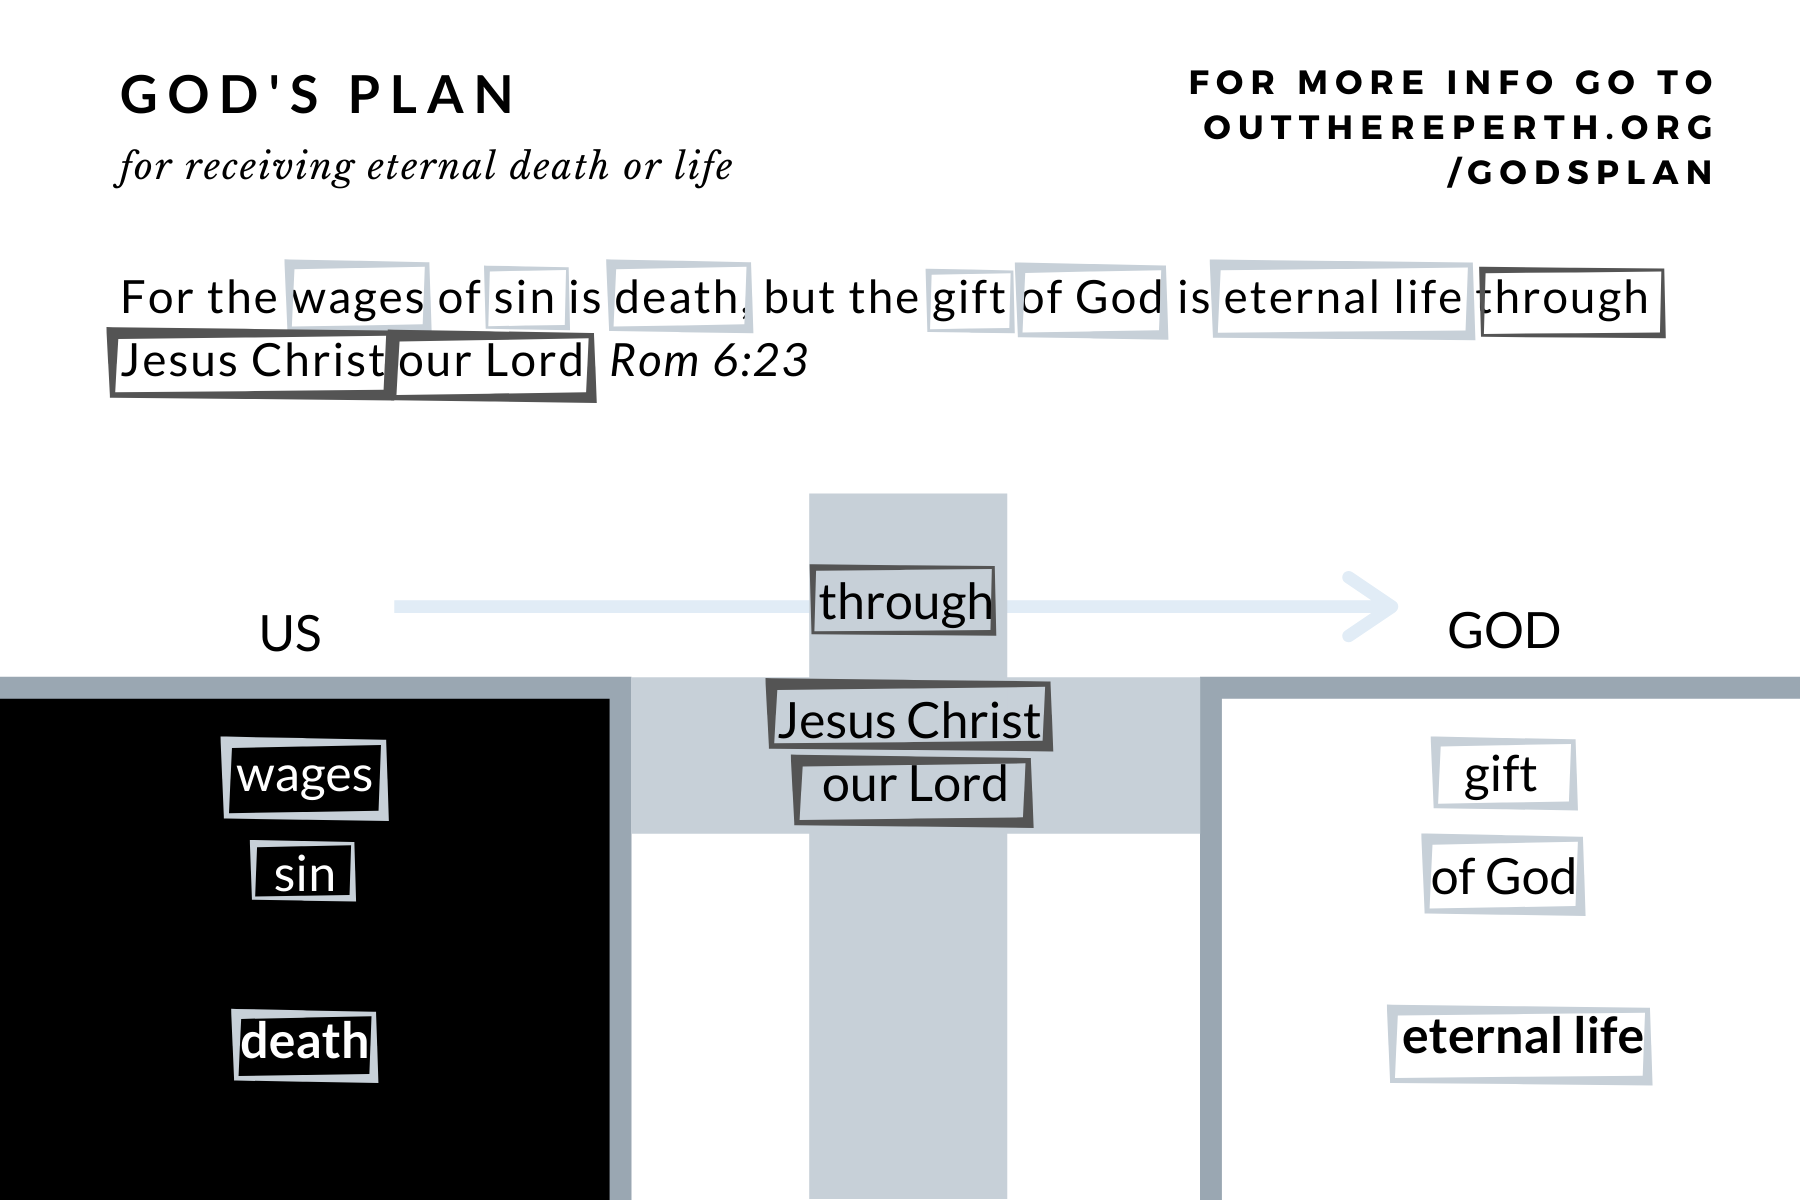 GOD'S PLAN
for receiving eternal death or life
FOR MORE INFO GO TO
OUTTHEREPERTH.ORG
/GODSPLAN
For the wages of sin is death, but the gift of God is eternal life through
Jesus Christ our Lord Rom 6:23
through
US
GOD
Jesus Christ
our Lord
wages
sin
death
gift
of God
eternal life